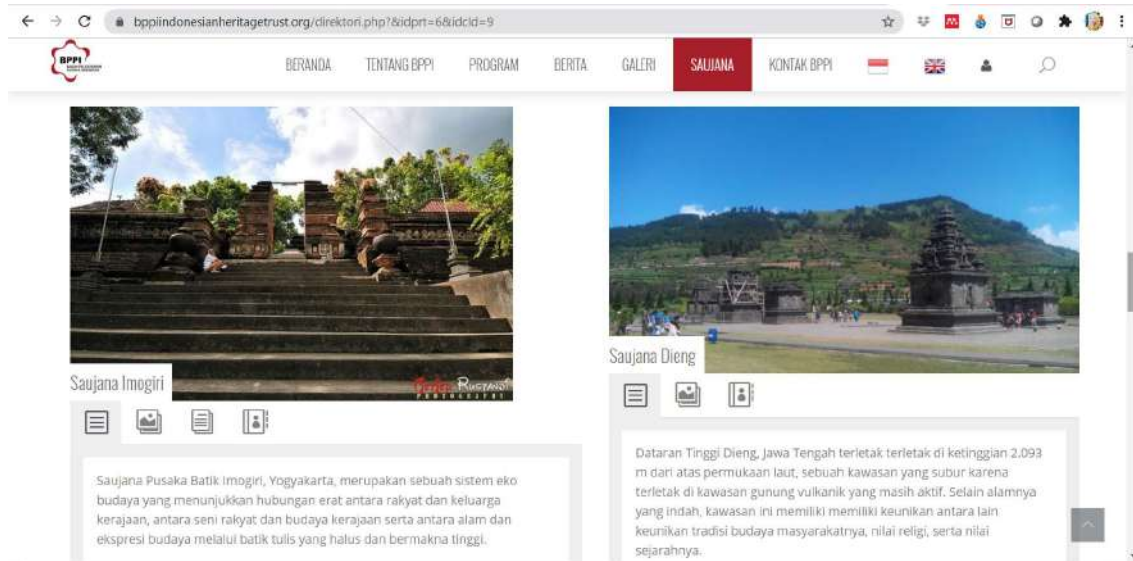 bppiindonesianheritagetrust.org/direktori.php?&idprt=6&idcld=9
BPPI
BERANDA TENTANG BPPI PROGRAM BERITA GALERI SAUJANA KONTAK BPPI
Saujana Imogiri
Saujana Pusaka Batik Imogiri, Yogyakarta, merupakan sebuah sistem eko
budaya yang menunjukkan hubungan erat antara rakyat dan keluarga
kerajaan, antara seni rakyat dan budaya kerajaan serta antara alam dan
ekspresi budaya melalui batik tulis yang halus dan bermakna tinggi.
Saujana Dieng
Dataran Tinggi Dieng, Jawa Tengah terletak terletak di ketinggian 2.093
m dari atas permukaan laut, sebuah kawasan yang subur karena
terletak di kawasan gunung vulkanik yang masih aktif. Selain alamnya
yang indah, kawasan ini memiliki memiliki keunikan antara lain
keunikan tradisi budaya masyarakatnya, nilai religi, serta nilai
sejarahnya.